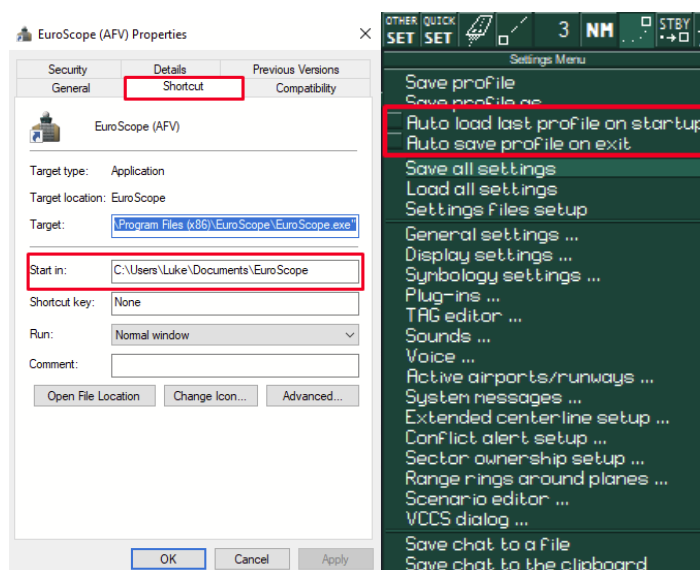 EuroScope (AFV) Properties
Security Details Previous Versions
General Shortcut Compatibility
EuroScope (AFV)
Target type: Application
Target location: EuroScope
Target: \Program Files (x86)\EuroScope\EuroScope.exe"
Start in: C:\Users\Luke\Documents\EuroScope
Shortcut key: None
Run: Normal window
Comment:
Open File Location Change Icon... Advanced...
OK Cancel Apply
OTHER QUICK STBY
SET SET 3 NM
Settings Menu
Save profile
Save profile as
Auto load last profile on startup
Auto save profile on exit
Save all settings
Load all settings
Settings files setup
General settings ...
Display settings ...
Symbology settings ...
Plug-ins ...
TAG editor ...
Sounds ...
Voice ...
Active airports/runways ...
System messages ...
Extended centerline setup ...
Conflict alert setup ...
Sector ownership setup ...
Range rings around planes ...
Scenario editor ...
VCCS dialog ...
Save chat to a file
Save chat to the clipboard